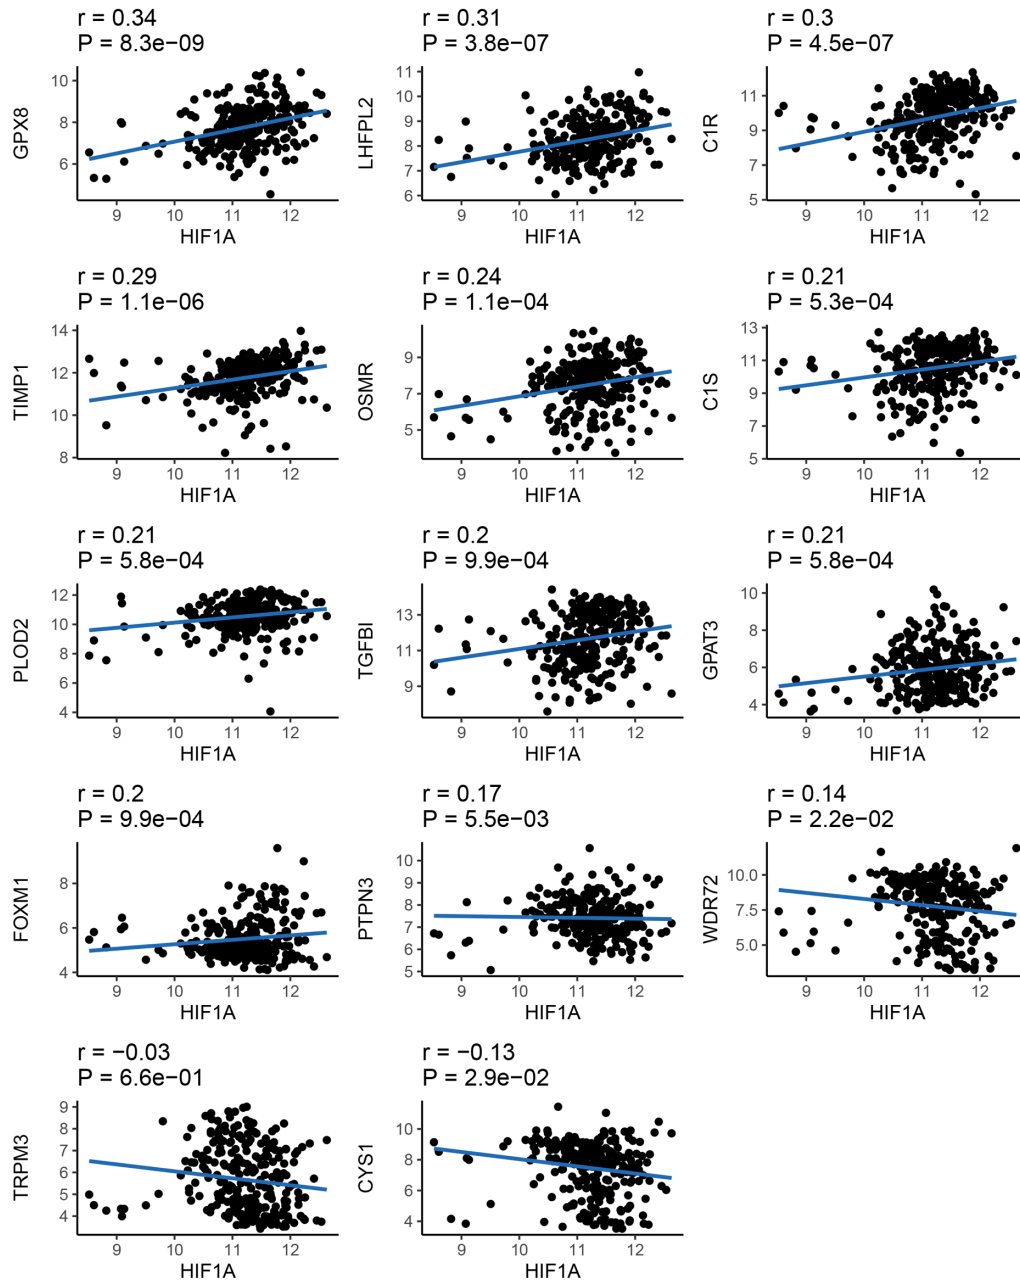 r = 0.34
P = 8.3e−09
GPX8
10
8
6
9 10 11 12
HIF1A
r = 0.31
P = 3.8e−07
LHFPL2
11
10
9
8
7
6
9 10 11 12
HIF1A
r = 0.3
P = 4.5e−07
C1R
11
9
7
5
9 10 11 12
HIF1A
r = 0.29
P = 1.1e−06
TIMP1
14
12
10
8
9 10 11 12
HIF1A
r = 0.24
P = 1.1e−04
OSMR
9
7
5
9 10 11 12
HIF1A
r = 0.21
P = 5.3e−04
C1S
13
11
9
7
5
9 10 11 12
HIF1A
r = 0.21
P = 5.8e−04
PLOD2
12
10
8
6
4
9 10 11 12
HIF1A
r = 0.2
P = 9.9e−04
TGFBI
13
11
9
9 10 11 12
HIF1A
r = 0.21
P = 5.8e−04
GPAT3
10
8
6
4
9 10 11 12
HIF1A
r = 0.2
P = 9.9e−04
FOXM1
8
6
4
9 10 11 12
HIF1A
r = 0.17
P = 5.5e−03
PTPN3
10
9
8
7
6
5
9 10 11 12
HIF1A
r = 0.14
P = 2.2e−02
WDR72
10.0
7.5
5.0
9 10 11 12
HIF1A
r = −0.03
P = 6.6e−01
TRPM3
9
8
7
6
5
4
9 10 11 12
HIF1A
r = −0.13
P = 2.9e−02
CYS1
10
8
6
4
9 10 11 12
HIF1A